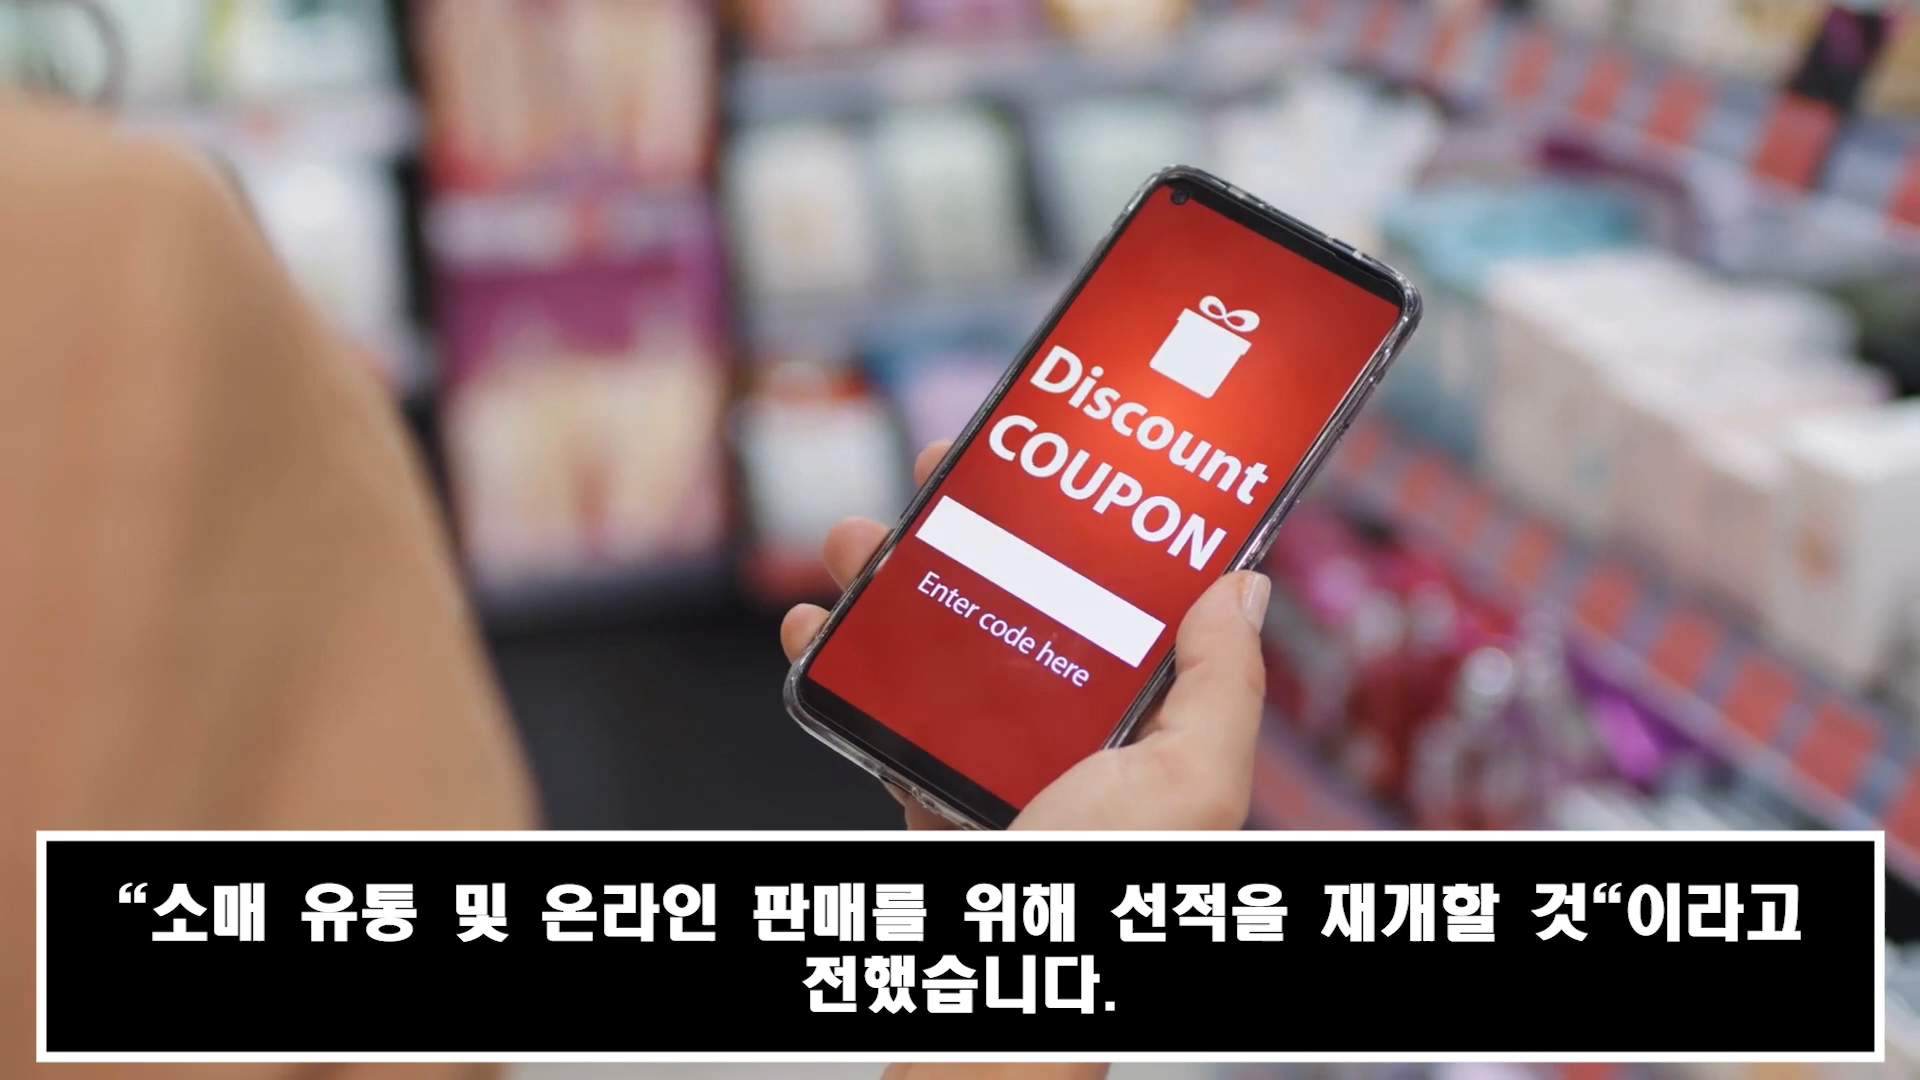 Discount
COUPON
Enter code here
“소매 유통 및 온라인 판매를 위해 선적을 재개할 것“이라고
전했습니다.